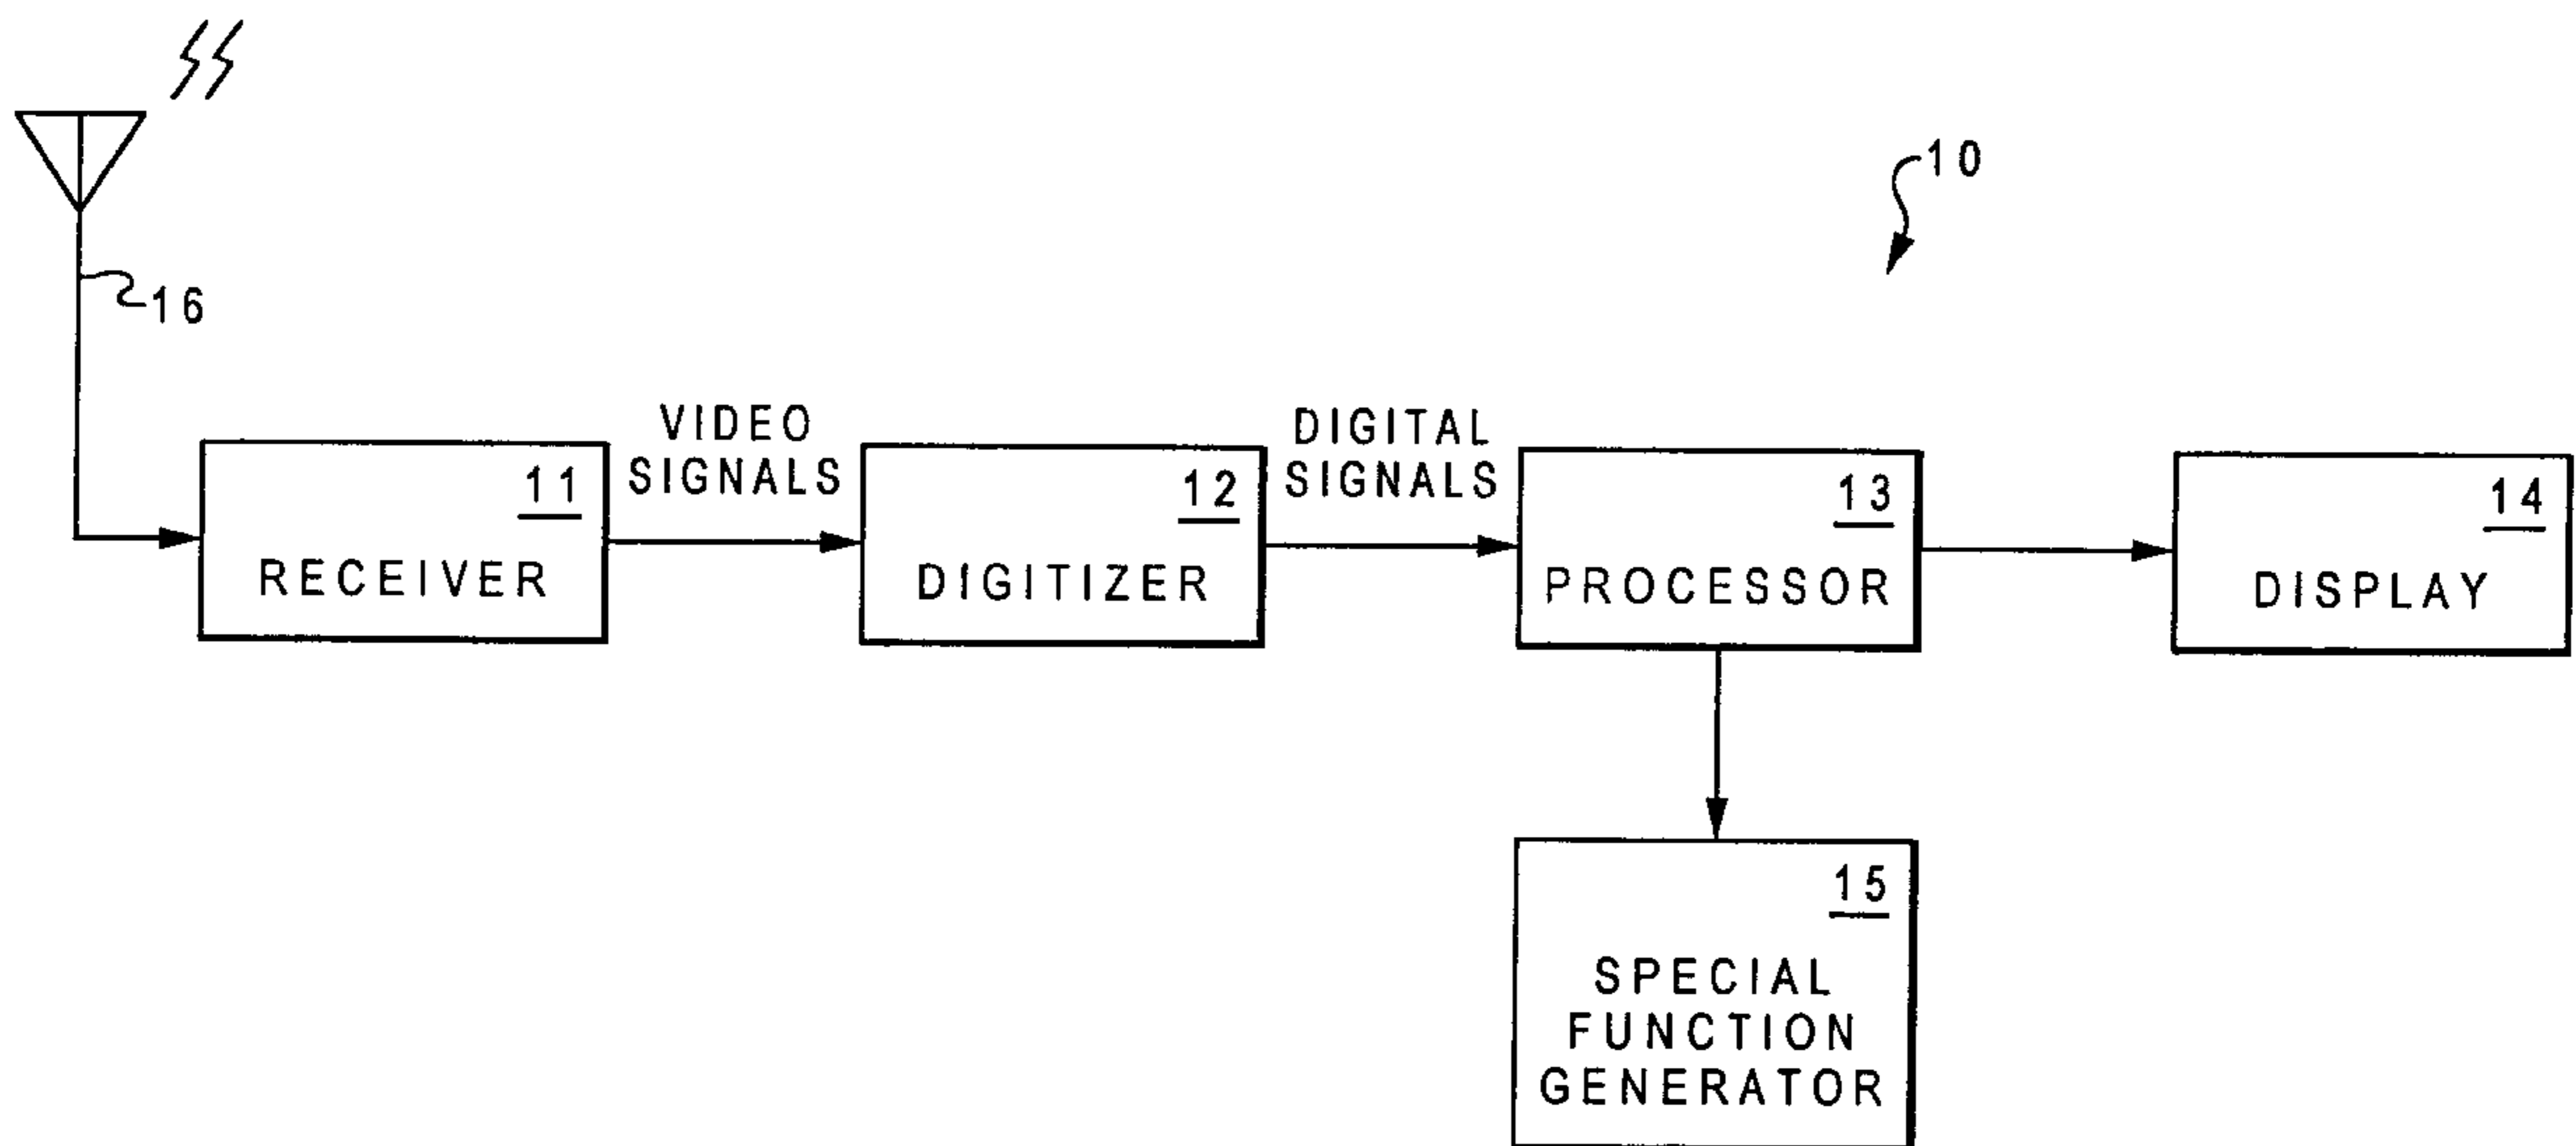 10
16
VIDEO
SIGNALS
DIGITAL
SIGNALS
11
RECEIVER
12
DIGITIZER
13
PROCESSOR
14
DISPLAY
15
SPECIAL
FUNCTION
GENERATOR